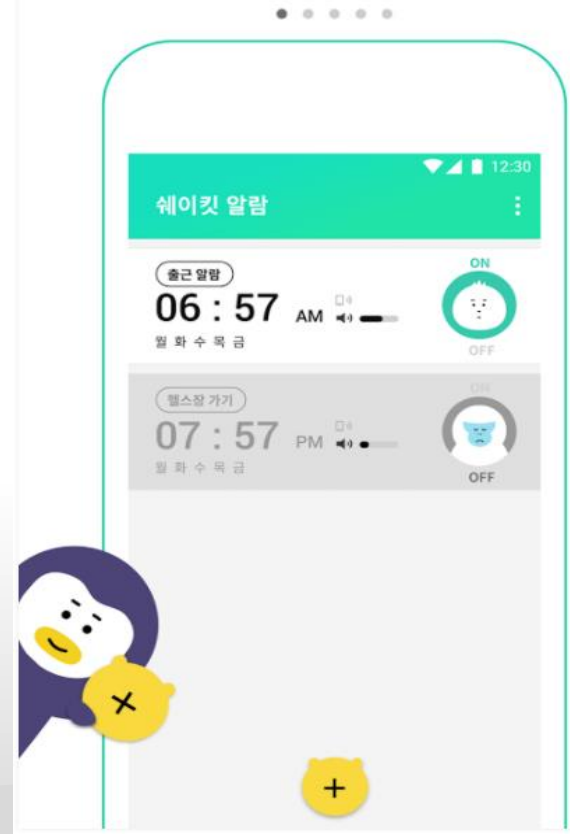 12:30
쉐이킷 알람
출근 알람
ON
06 : 57 AM
월 화 수 목 금
OFF
헬스장 가기
ON
07 : 57 PM
월 화 수 목 금
OFF
+
+